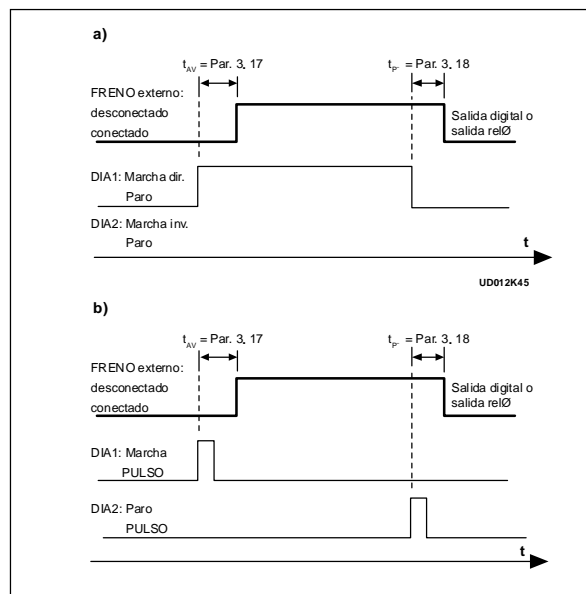 a)
t_AV = Par. 3. 17
t_P- = Par. 3. 18
FRENO externo:
desconectado
conectado
Salida digital o
salida relØ
DIA1: Marcha dir.
Paro
DIA2: Marcha inv.
Paro
t
UD012K45
b)
t_AV = Par. 3. 17
t_P- = Par. 3. 18
FRENO externo:
desconectado
conectado
Salida digital o
salida relØ
DIA1: Marcha
PULSO
DIA2: Paro
PULSO
t